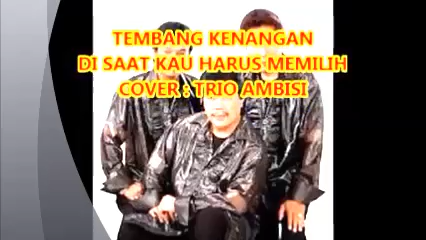 TEMBANG KENANGAN
DI SAAT KAU HARUS MEMILIH
COVER : TRIO AMBISI